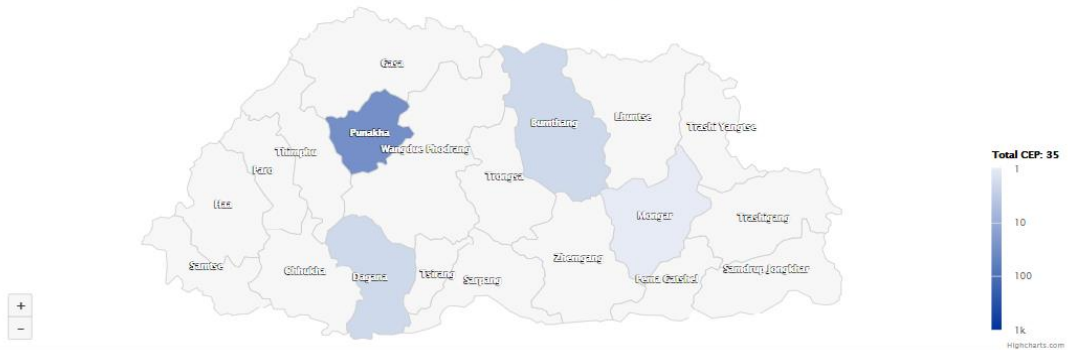 Gasa
Punakha
Bumthang
Lhuntse
Trashi Yangtse
Wangdue Phodrang
Thimphu
Total CEP: 35
1
Paro
Trongsa
Haa
Mongar
Trashigang
10
Zhemgang
Samtse
Chhukha
Dagana
Tsirang
Sarpang
Pema Gatshel
Samdrup Jongkhar
100
+
−
1k
Highcharts.com